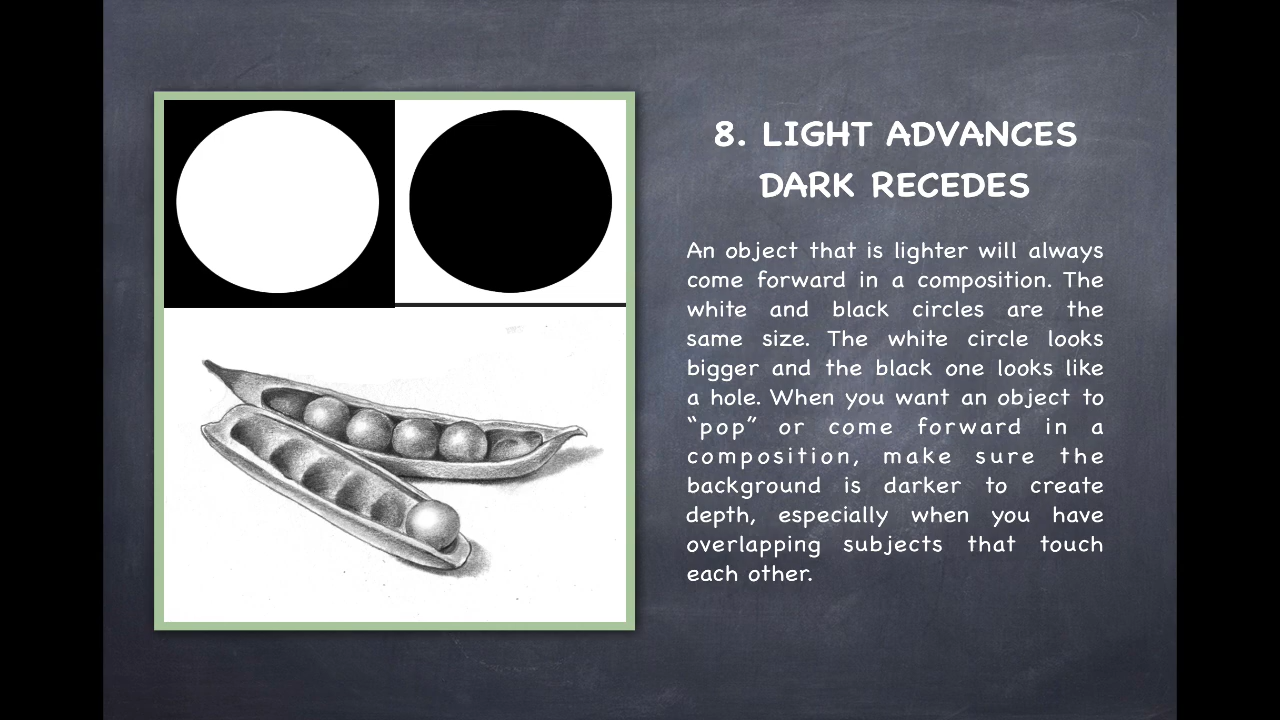 8. LIGHT ADVANCES
DARK RECEDES
An object that is lighter will always
come forward in a composition. The
white and black circles are the
same size. The white circle looks
bigger and the black one looks like
a hole. When you want an object to
“pop” or come forward in a
composition, make sure the
background is darker to create
depth, especially when you have
overlapping subjects that touch
each other.